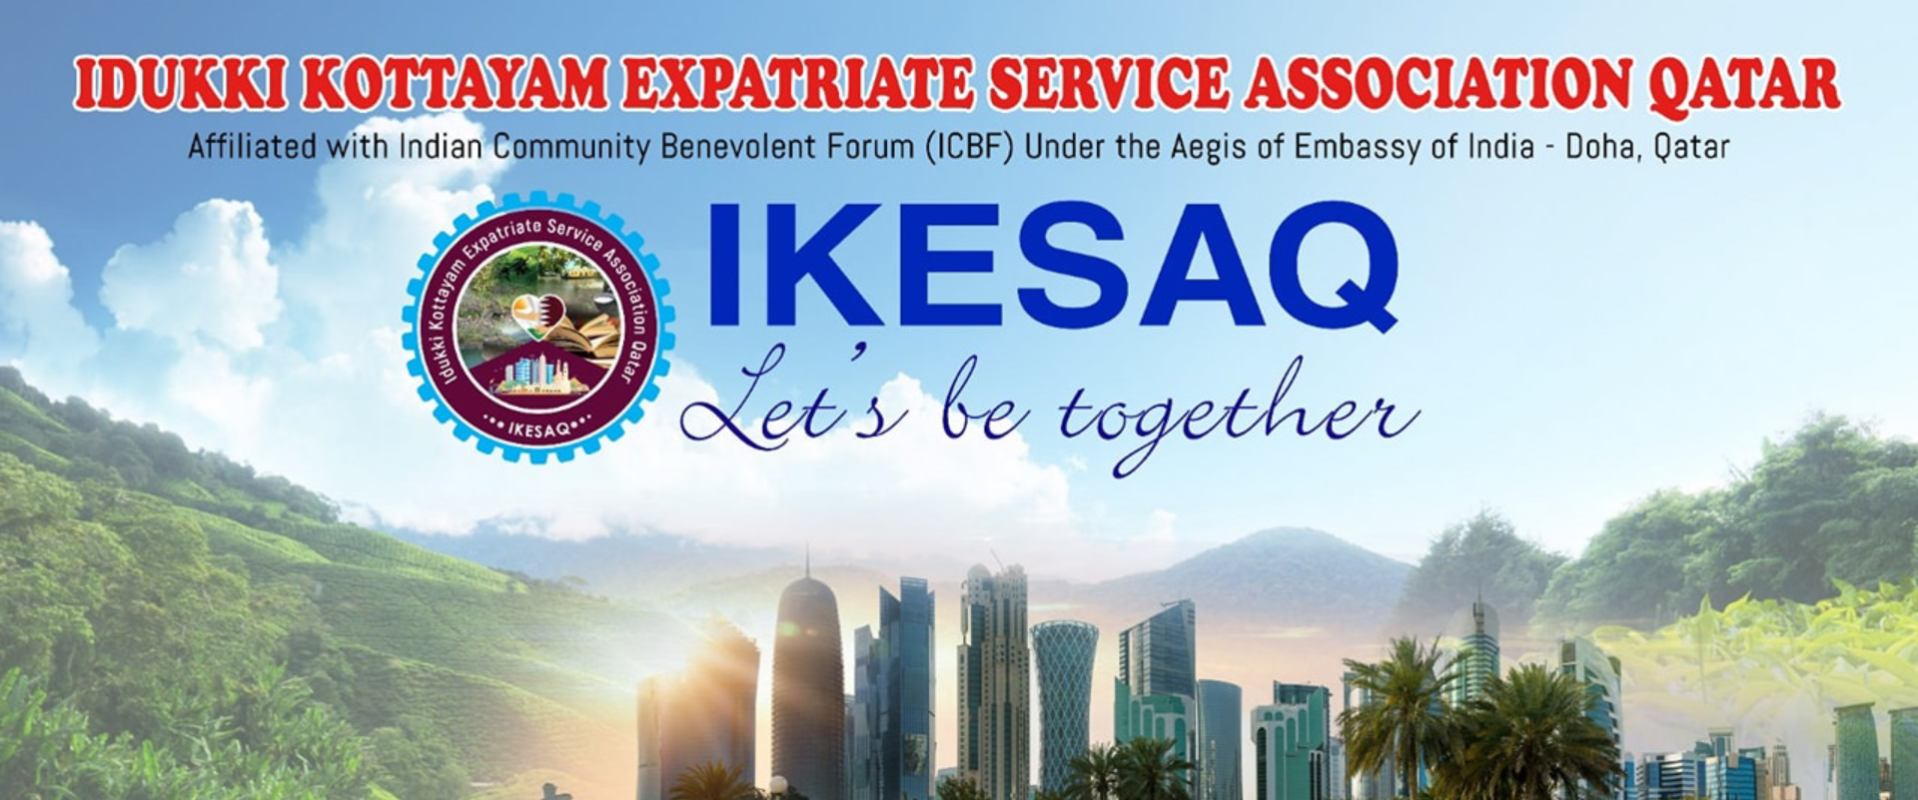 IDUKKI KOTTAYAM EXPATRIATE SERVICE ASSOCIATION QATAR
Affiliated with Indian Community Benevolent Forum (ICBF) Under the Aegis of Embassy of India - Doha, Qatar
Idukki Kottayam Expatriate Service Association Qatar
IKESAQ
IKESAQ
Let's be together